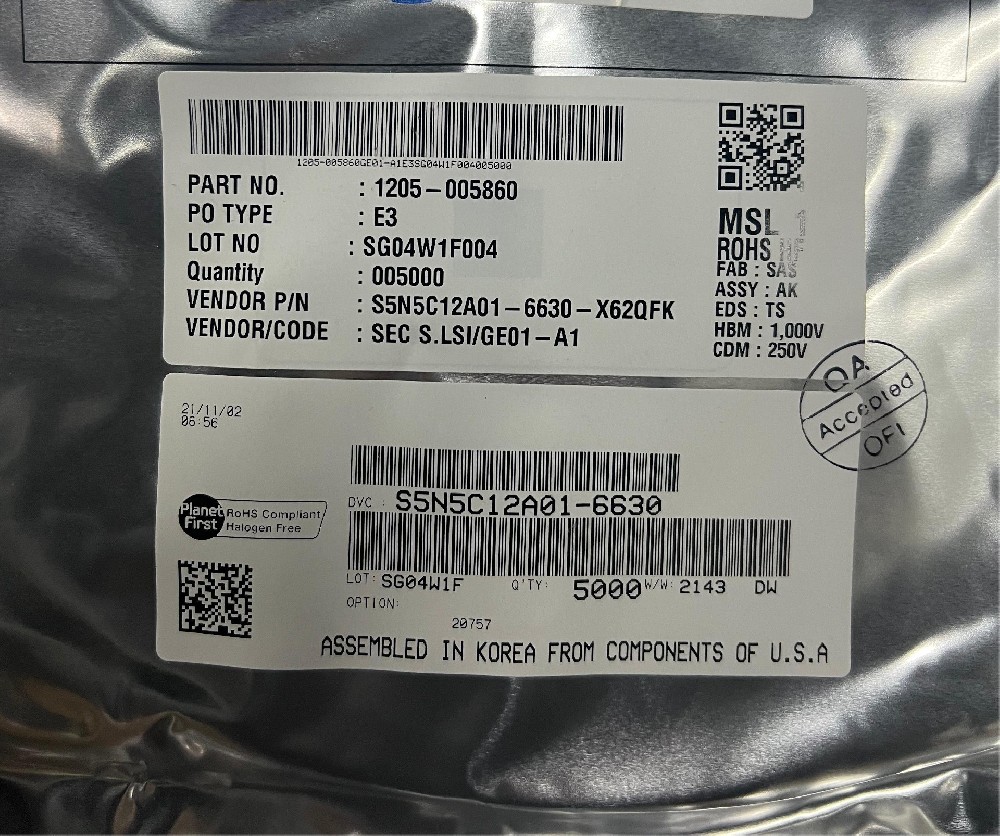 1205-005860GE01-A1E3SG04W1F004005000
PART NO. : 1205-005860
PO TYPE : E3
LOT NO : SG04W1F004
Quantity : 005000
VENDOR P/N : S5N5C12A01-6630-X62QFK
VENDOR/CODE : SEC S.LSI/GE01-A1
MSL
ROHS
FAB : SAS
ASSY : AK
EDS : TS
HBM : 1,000V
CDM : 250V
QA
Accepted
OFI
21/11/02
06:56
Planet First
RoHS Compliant
Halogen Free
DVC : S5N5C12A01-6630
LOT: SG04W1F Q'TY: 5000 W/W: 2143 DW
OPTION:
20757
ASSEMBLED IN KOREA FROM COMPONENTS OF U.S.A